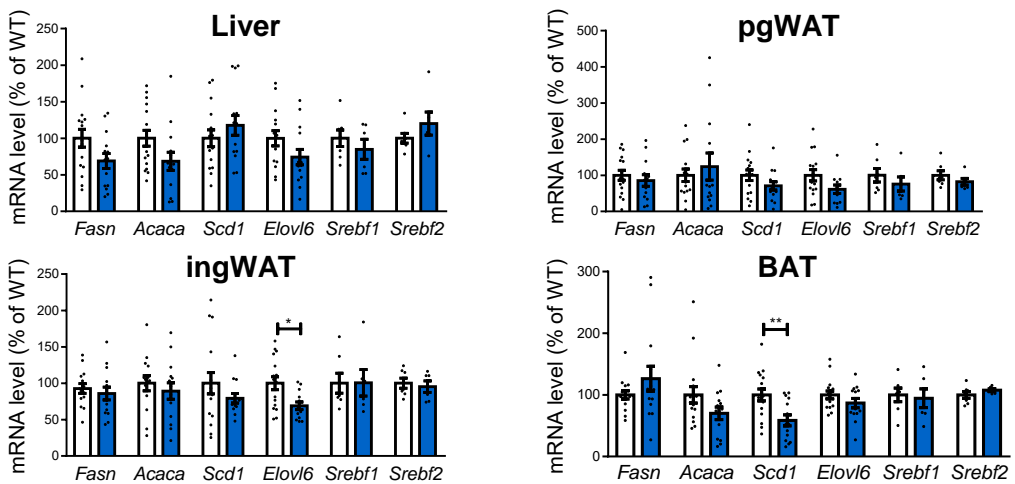 Liver
mRNA level (% of WT)
250
200
150
100
50
0
Fasn Acaca Scd1 Elovl6 Srebf1 Srebf2
pgWAT
mRNA level (% of WT)
500
400
300
200
100
0
Fasn Acaca Scd1 Elovl6 Srebf1 Srebf2
ingWAT
mRNA level (% of WT)
250
200
150
100
50
0
*
Fasn Acaca Scd1 Elovl6 Srebf1 Srebf2
BAT
mRNA level (% of WT)
300
200
100
50
0
**
Fasn Acaca Scd1 Elovl6 Srebf1 Srebf2